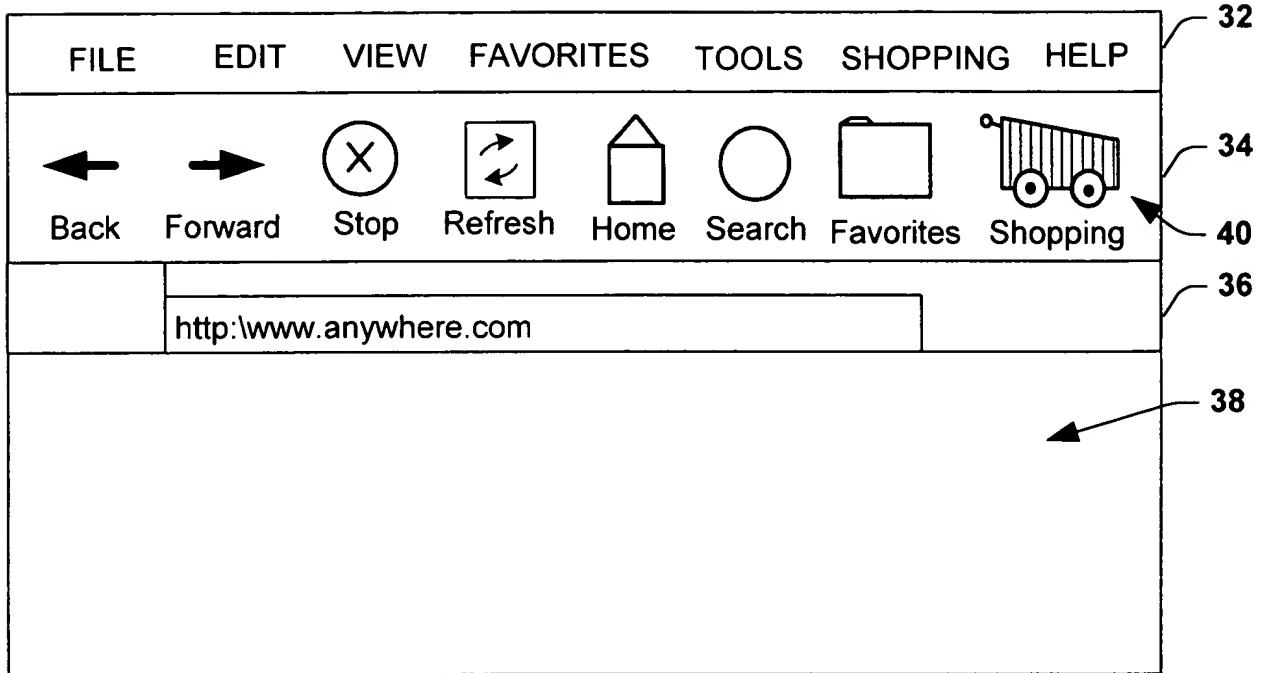 32
FILE EDIT VIEW FAVORITES TOOLS SHOPPING HELP
34
Back Forward Stop Refresh Home Search Favorites Shopping
40
36
http:\www.anywhere.com
38